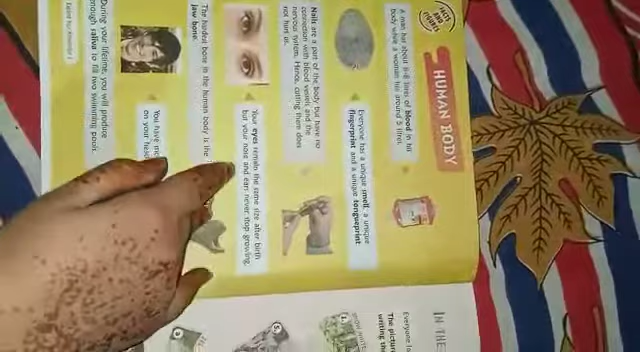 FACTS
AND
FIGURES
HUMAN BODY
A man has about 5-6 litres of blood in his
body while a woman has around 5 litres.
Everyone has a unique smell, a unique
fingerprint and a unique tongueprint
Nails are a part of the body but have no
connection with blood vessels and the
nervous system. Hence, cutting them does
not hurt us.
Your eyes remain the same size after birth
but your nose and ears never stop growing.
The hardest bone in the human body is the
jaw bone.
You have
on your head
During your lifetime, you will produce
enough saliva to fill two swimming pools.
IN THE
Everyone
The pictur
writing the